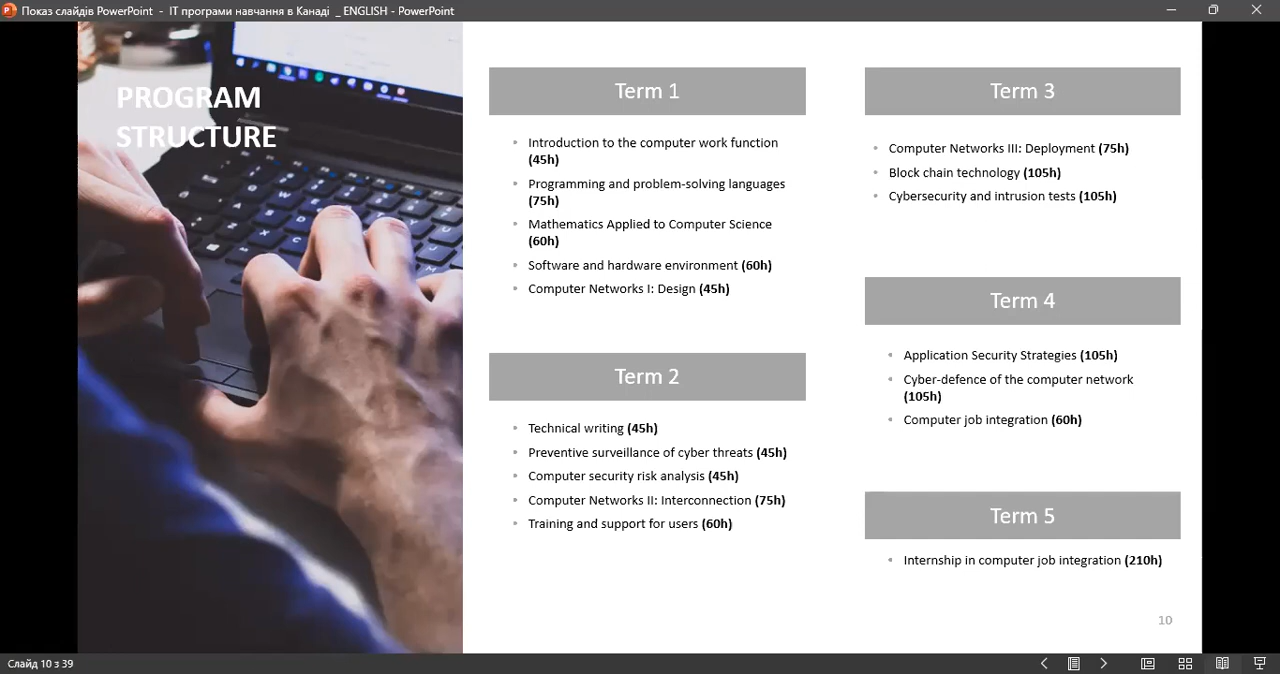 Показ слайдів PowerPoint - ІТ програми навчання в Канаді _ ENGLISH - PowerPoint
PROGRAM
STRUCTURE
Term 1
Introduction to the computer work function
(45h)
Programming and problem-solving languages
(75h)
Mathematics Applied to Computer Science
(60h)
Software and hardware environment (60h)
Computer Networks I: Design (45h)
Term 2
Technical writing (45h)
Preventive surveillance of cyber threats (45h)
Computer security risk analysis (45h)
Computer Networks II: Interconnection (75h)
Training and support for users (60h)
Term 3
Computer Networks III: Deployment (75h)
Block chain technology (105h)
Cybersecurity and intrusion tests (105h)
Term 4
Application Security Strategies (105h)
Cyber-defence of the computer network
(105h)
Computer job integration (60h)
Term 5
Internship in computer job integration (210h)
10
Слайд 10 з 39